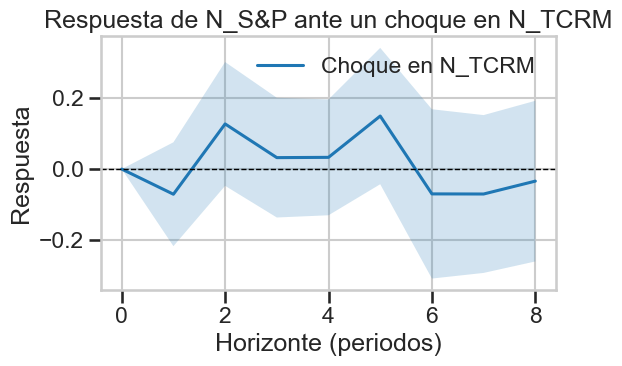 Respuesta de N_S&P ante un choque en N_TCRM
Choque en N_TCRM
Respuesta
0.2
0.0
−0.2
0 2 4 6 8
Horizonte (periodos)